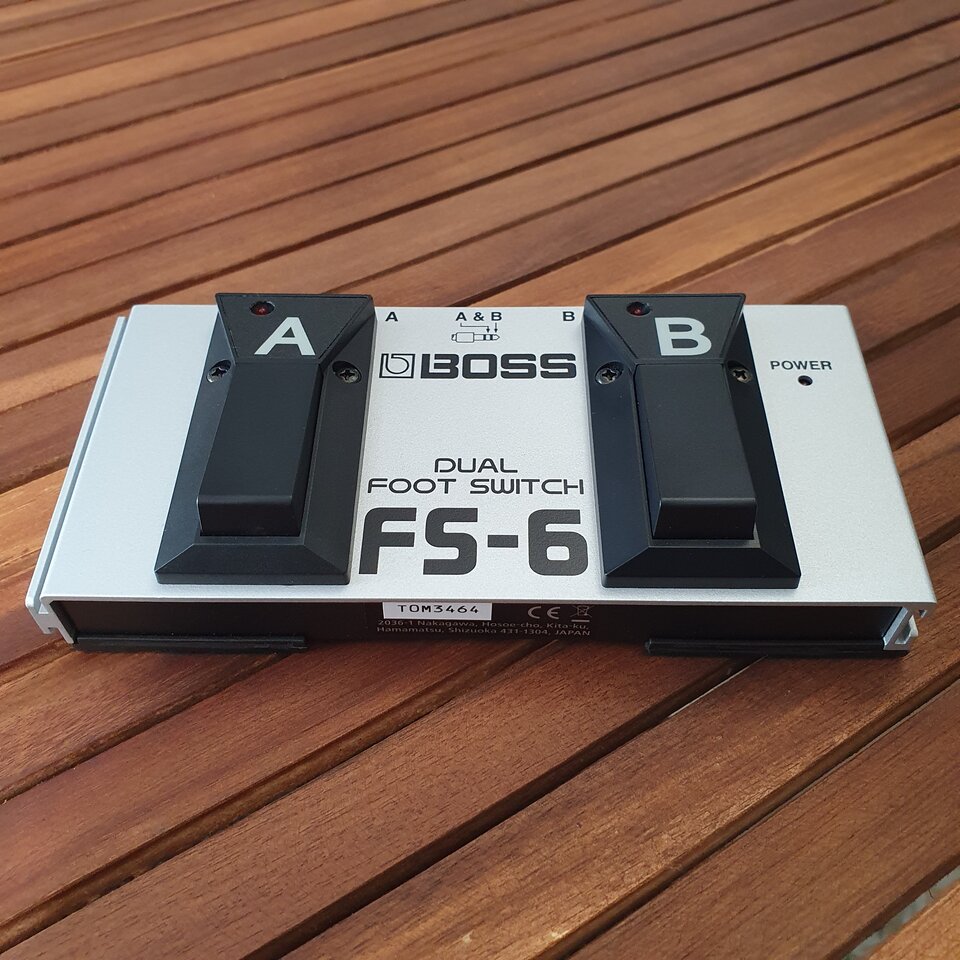 A
A
A & B
B
B
BOSS
POWER
DUAL
FOOT SWITCH
FS-6
TOM3464
CE
2036-1 Nakagawa, Hosoe-cho, Kita-ku,
Hamamatsu, Shizuoka 431-1304, JAPAN